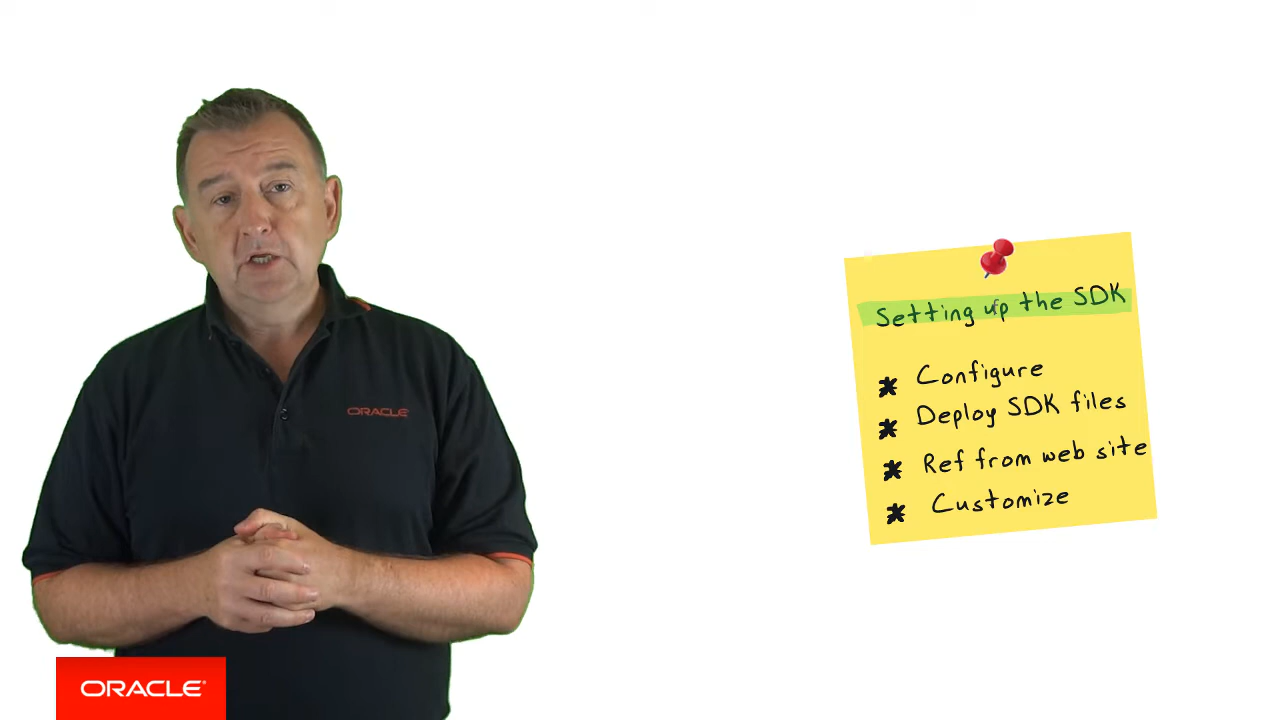 ORACLE
Setting up the SDK
* Configure
* Deploy SDK files
* Ref from web site
* Customize
ORACLE®